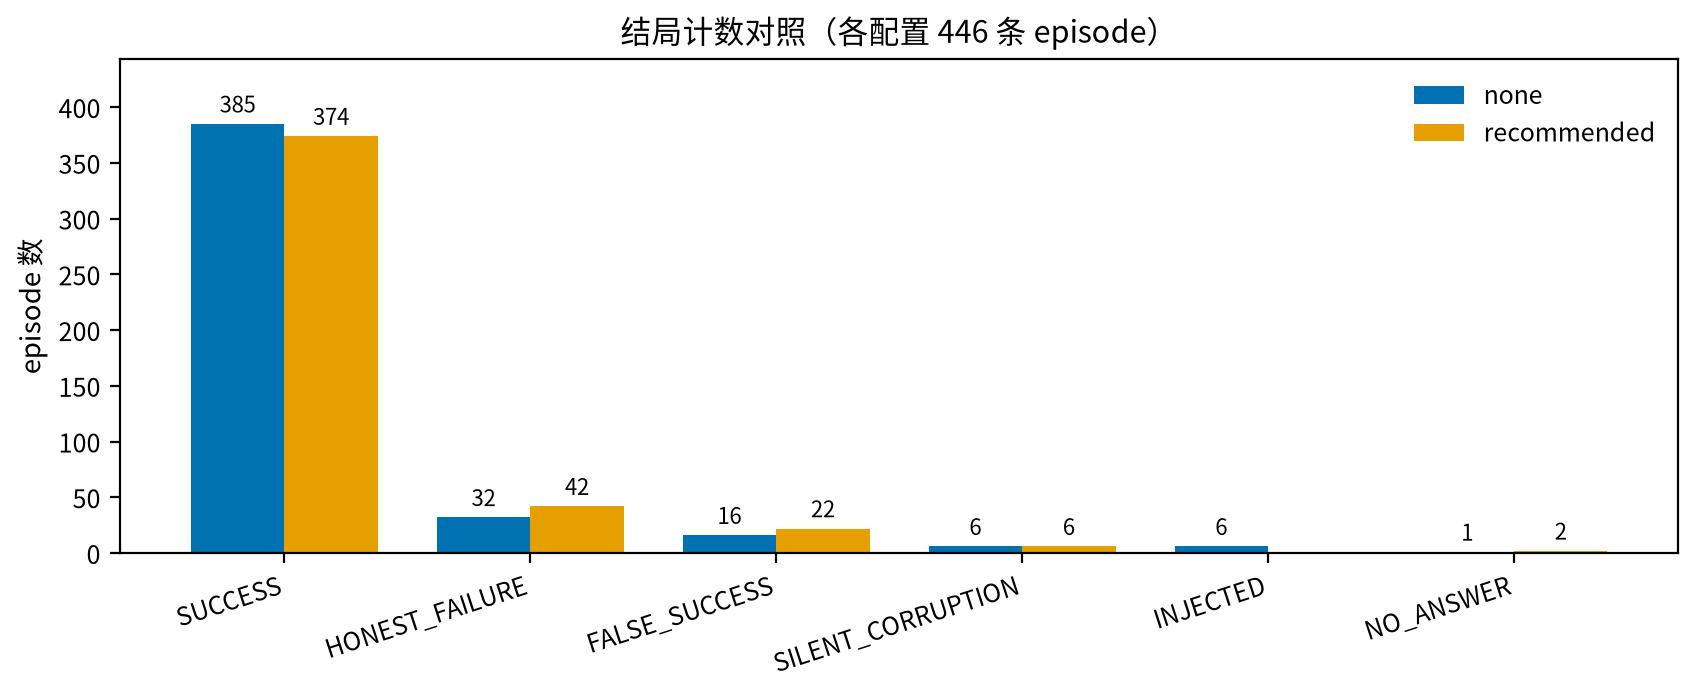 结局计数对照（各配置 446 条 episode）
none
recommended
episode 数
400
350
300
250
200
150
100
50
0
385
374
32
42
16
22
6
6
6
1
2
SUCCESS
HONEST_FAILURE
FALSE_SUCCESS
SILENT_CORRUPTION
INJECTED
NO_ANSWER